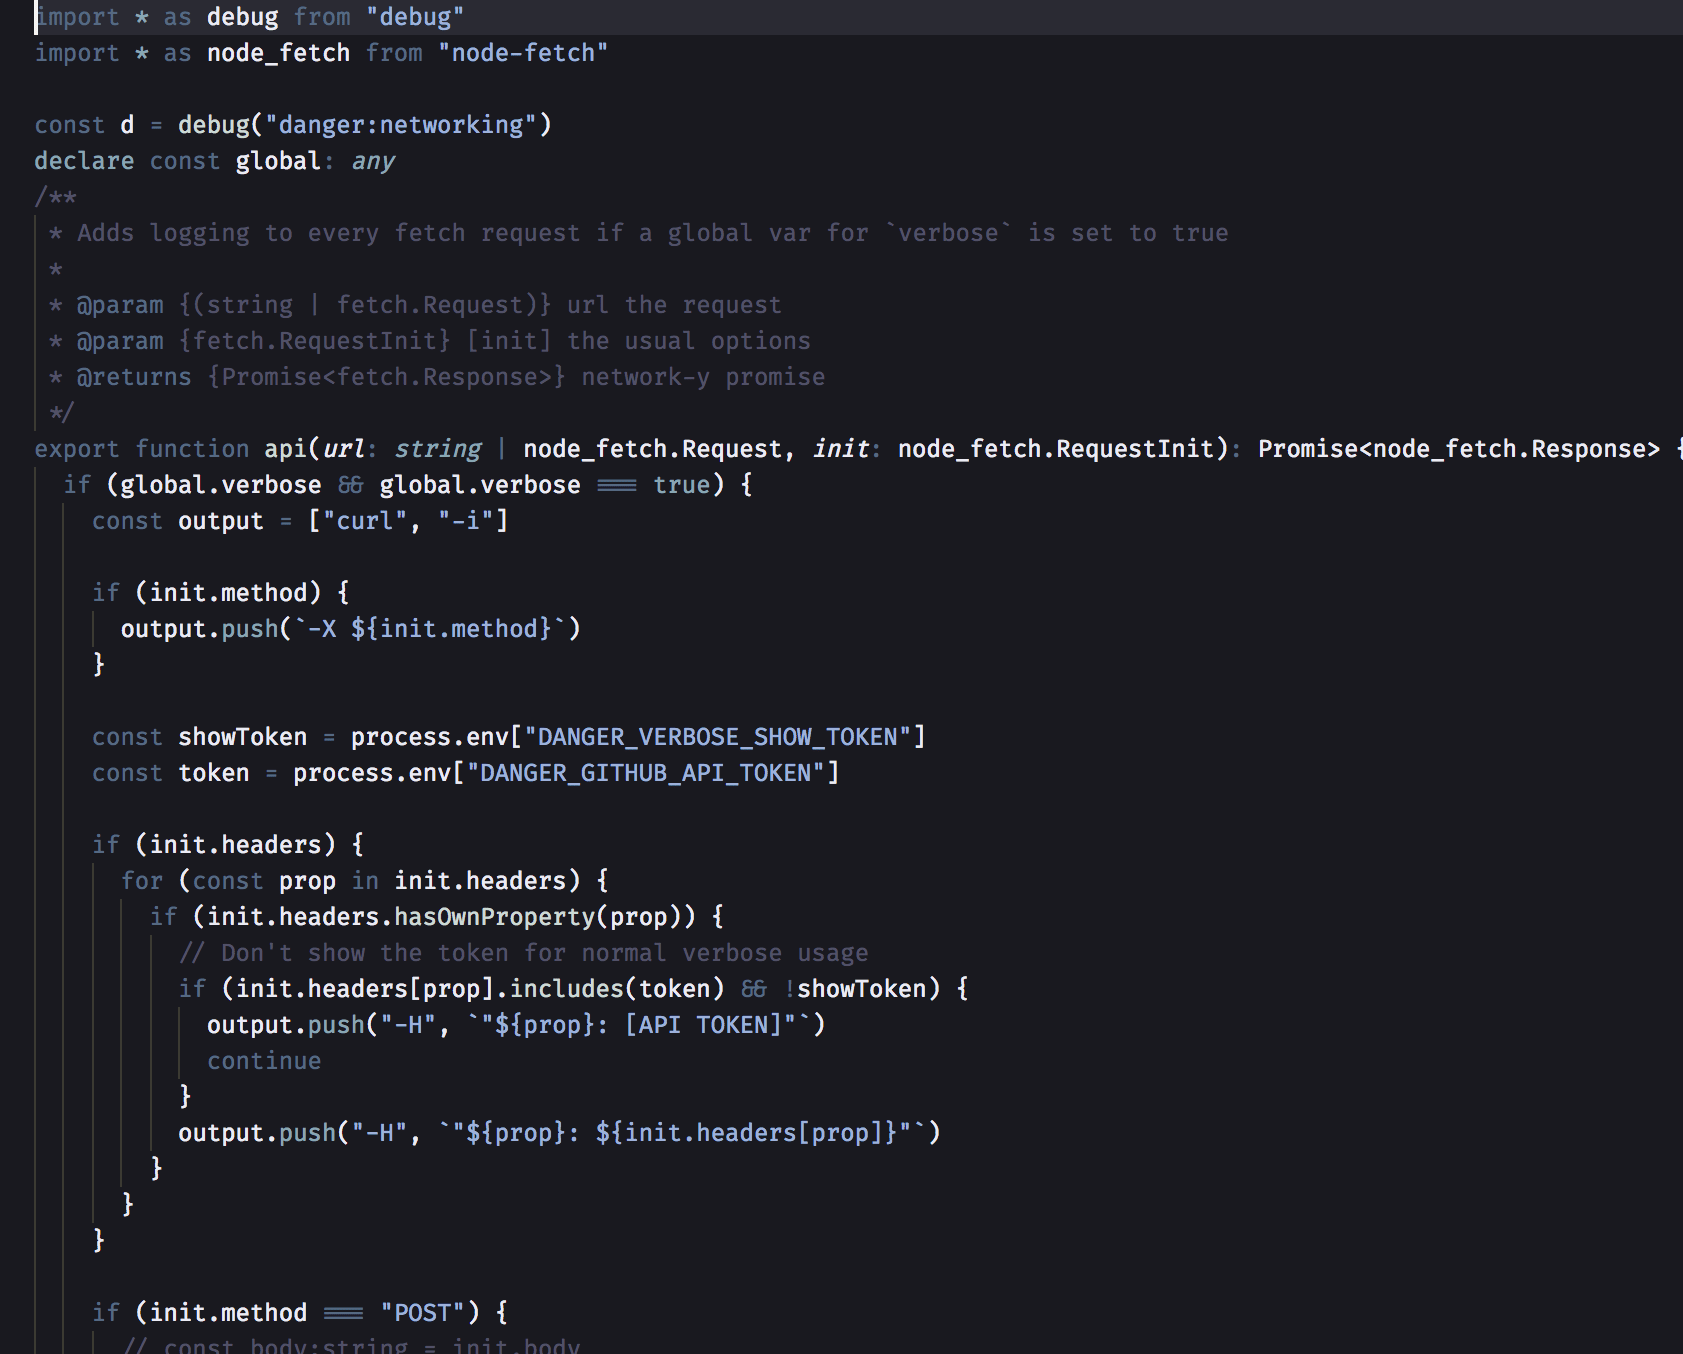 import * as debug from "debug"
import * as node_fetch from "node-fetch"
const d = debug("danger:networking")
declare const global: any
/**
* Adds logging to every fetch request if a global var for `verbose` is set to true
*
* @param {(string | fetch.Request)} url the request
* @param {fetch.RequestInit} [init] the usual options
* @returns {Promise<fetch.Response>} network-y promise
*/
export function api(url: string | node_fetch.Request, init: node_fetch.RequestInit): Promise<node_fetch.Response> {
if (global.verbose && global.verbose === true) {
const output = ["curl", "-i"]
if (init.method) {
output.push(`-X ${init.method}`)
}
const showToken = process.env["DANGER_VERBOSE_SHOW_TOKEN"]
const token = process.env["DANGER_GITHUB_API_TOKEN"]
if (init.headers) {
for (const prop in init.headers) {
if (init.headers.hasOwnProperty(prop)) {
// Don't show the token for normal verbose usage
if (init.headers[prop].includes(token) && !showToken) {
output.push("-H", `"${prop}: [API TOKEN]"`)
continue
}
output.push("-H", `"${prop}: ${init.headers[prop]}"`)
}
}
}
if (init.method === "POST") {
// const body:string = init.body